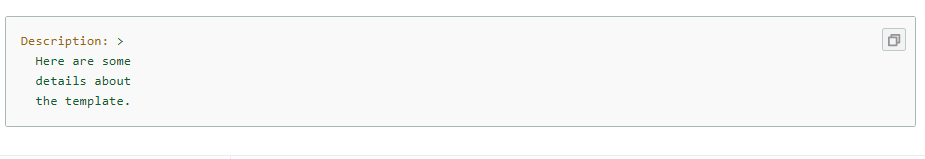 Description: >
  Here are some
  details about
  the template.